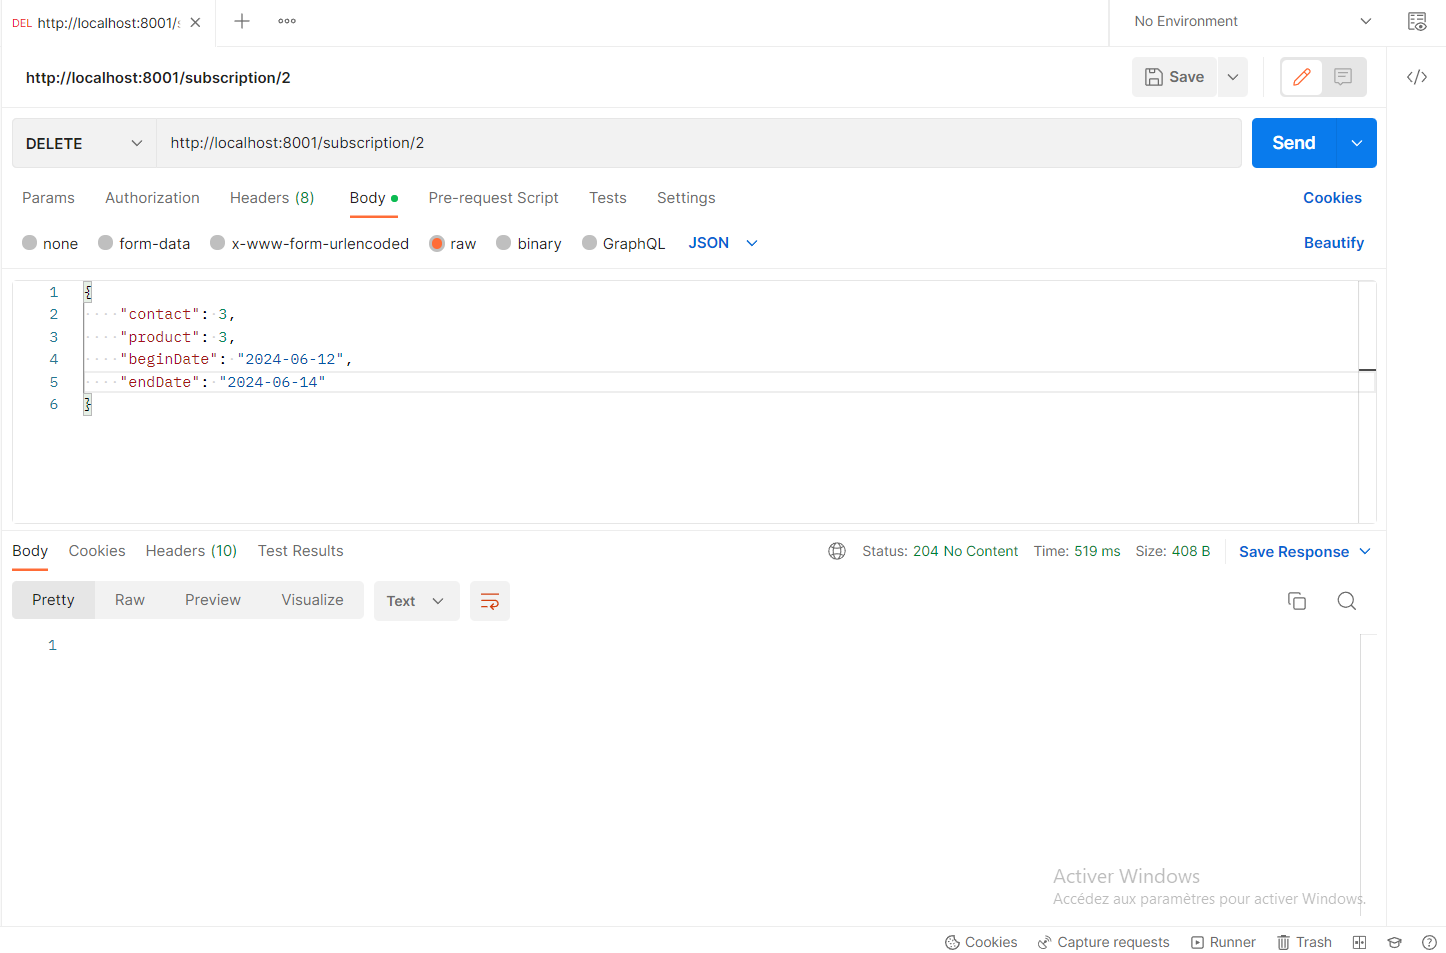 DEL http://localhost:8001/s
No Environment
http://localhost:8001/subscription/2
Save
DELETE http://localhost:8001/subscription/2 Send
Params Authorization Headers (8) Body Pre-request Script Tests Settings Cookies
none form-data x-www-form-urlencoded raw binary GraphQL JSON Beautify
1 {
2 "contact": 3,
3 "product": 3,
4 "beginDate": "2024-06-12",
5 "endDate": "2024-06-14"
6 }
Body Cookies Headers (10) Test Results Status: 204 No Content Time: 519 ms Size: 408 B Save Response
Pretty Raw Preview Visualize Text
1
Activer Windows
Accédez aux paramètres pour activer Windows.
Cookies Capture requests Runner Trash